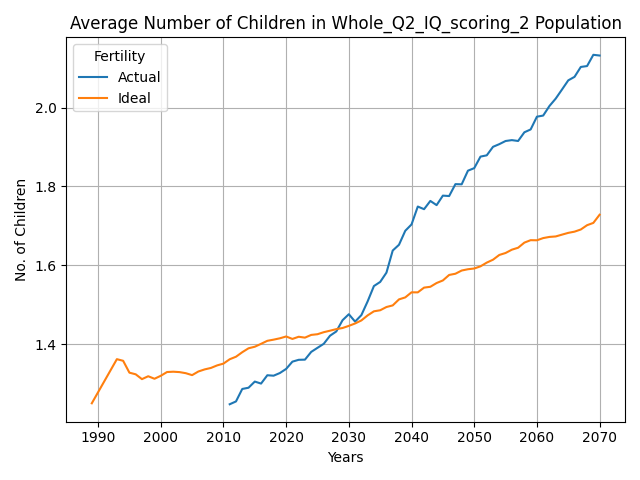 Average Number of Children in Whole_Q2_IQ_scoring_2 Population
Fertility
Actual
Ideal
No. of Children
2.0
1.8
1.6
1.4
1990 2000 2010 2020 2030 2040 2050 2060 2070
Years